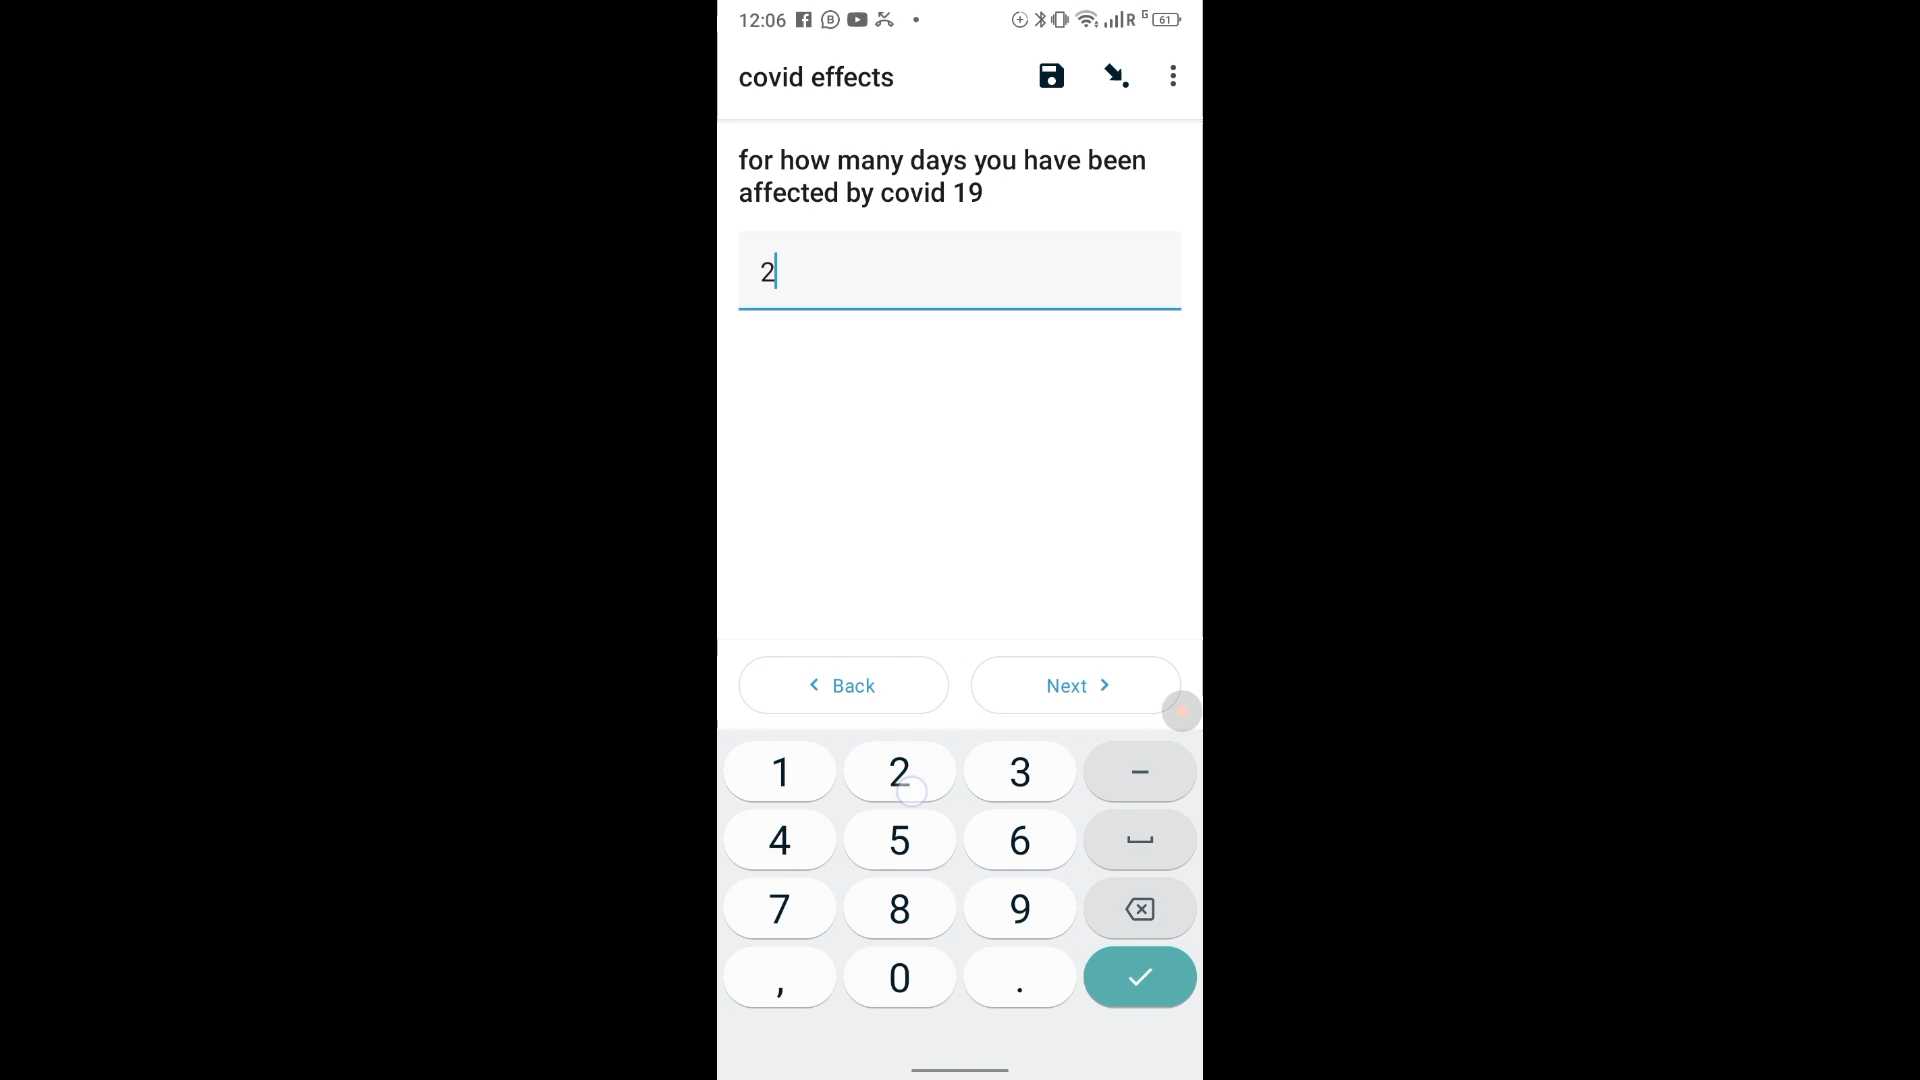 12:06 R G 61
covid effects
for how many days you have been
affected by covid 19
2
Back Next
1 2 3 –
4 5 6
7 8 9
, 0 .